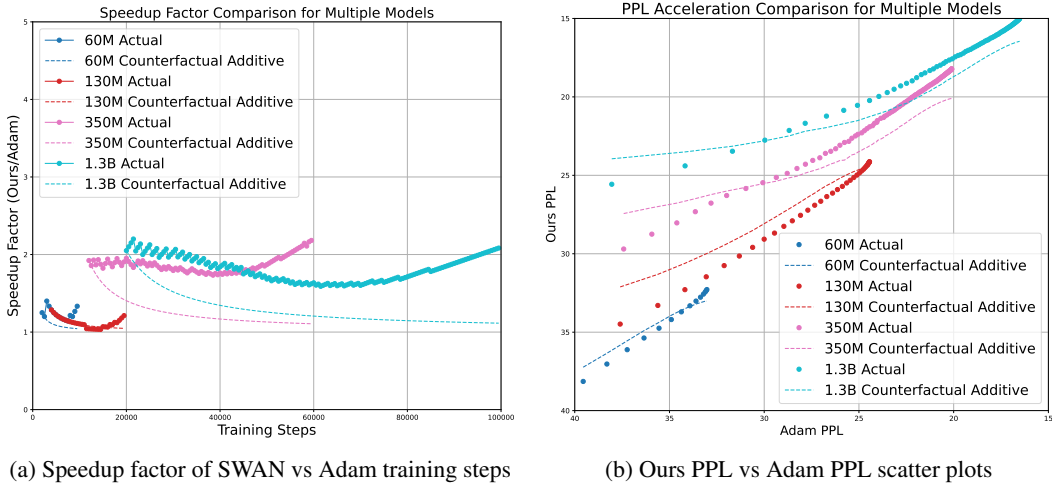 Speedup Factor Comparison for Multiple Models
5
4
3
2
1
0
Speedup Factor (Ours/Adam)
60M Actual
60M Counterfactual Additive
130M Actual
130M Counterfactual Additive
350M Actual
350M Counterfactual Additive
1.3B Actual
1.3B Counterfactual Additive
0 20000 40000 60000 80000 100000
Training Steps
(a) Speedup factor of SWAN vs Adam training steps
PPL Acceleration Comparison for Multiple Models
15
20
25
30
35
40
Ours PPL
60M Actual
60M Counterfactual Additive
130M Actual
130M Counterfactual Additive
350M Actual
350M Counterfactual Additive
1.3B Actual
1.3B Counterfactual Additive
40 35 30 25 20 15
Adam PPL
(b) Ours PPL vs Adam PPL scatter plots